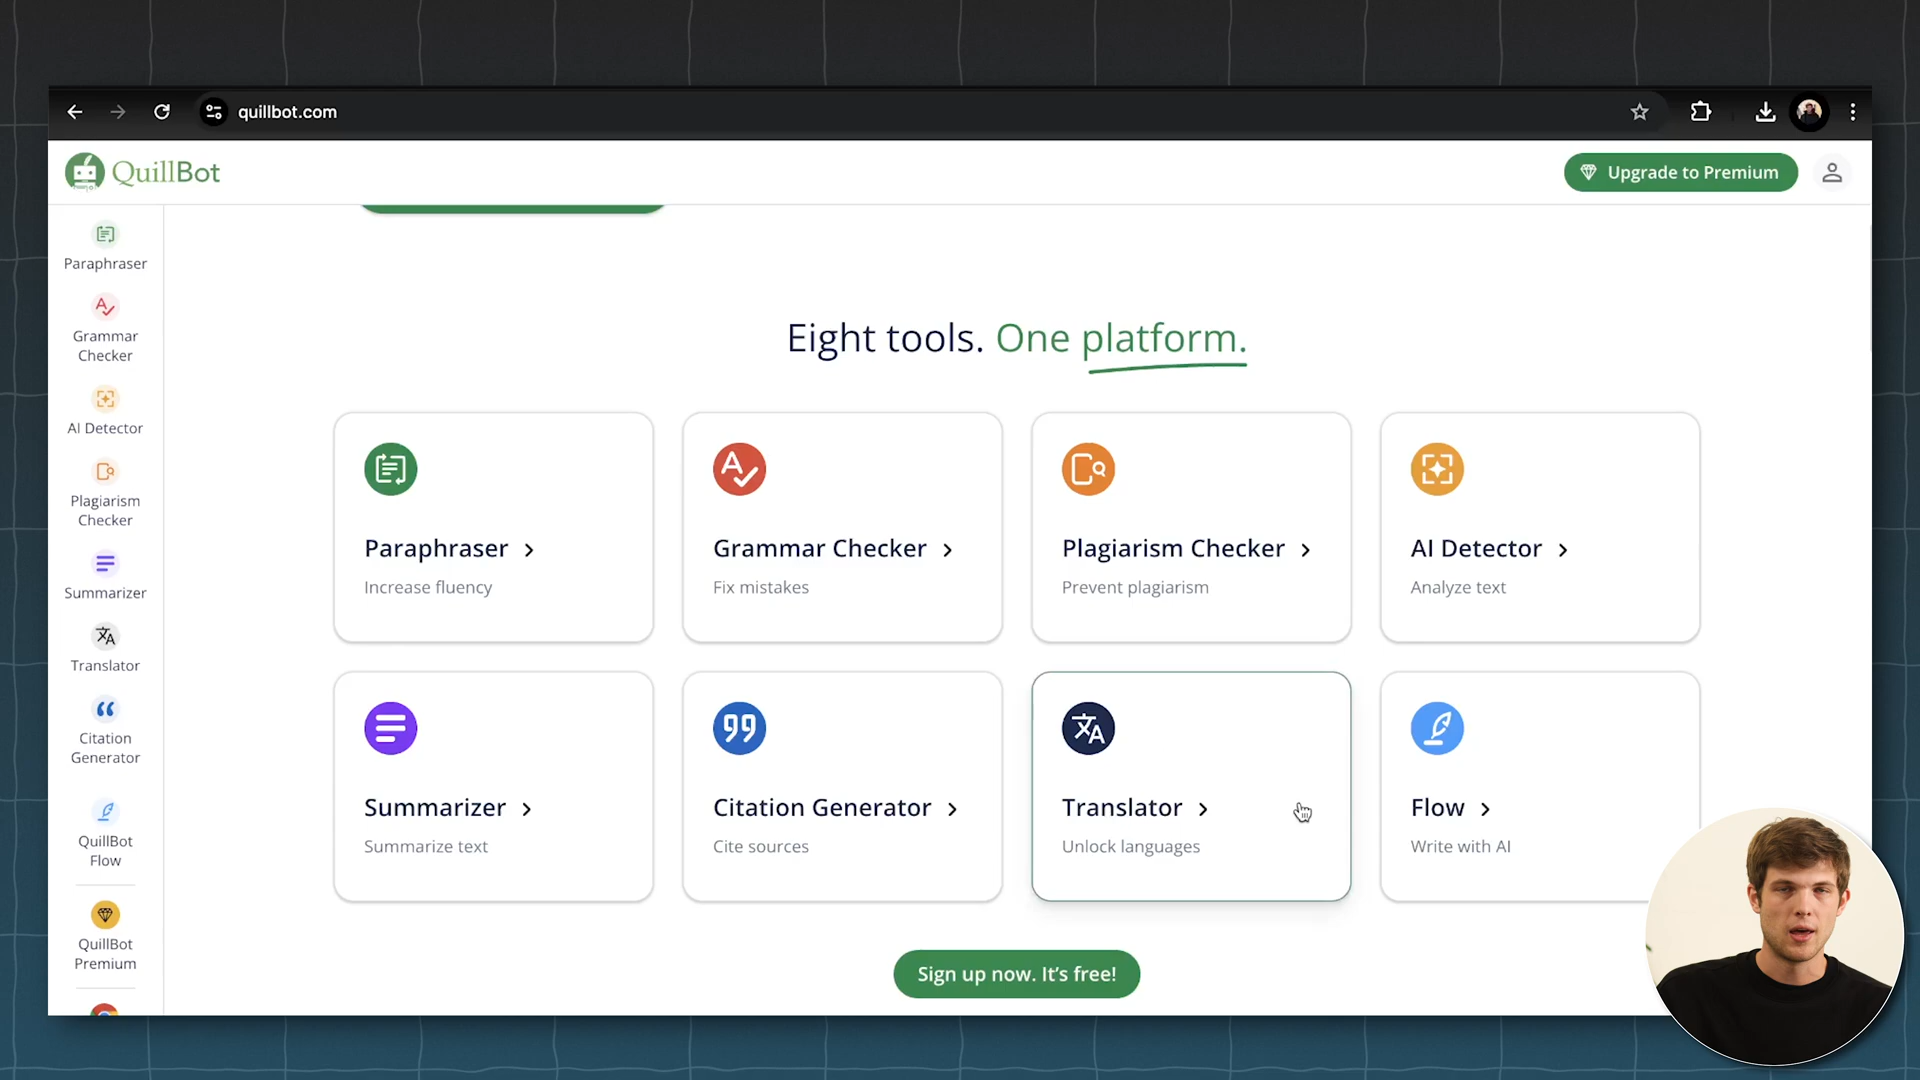 quillbot.com
QuillBot
Upgrade to Premium
Paraphraser
Grammar
Checker
AI Detector
Plagiarism
Checker
Summarizer
Translator
Citation
Generator
QuillBot
Flow
QuillBot
Premium
Eight tools. One platform.
Paraphraser
Increase fluency
Grammar Checker
Fix mistakes
Plagiarism Checker
Prevent plagiarism
AI Detector
Analyze text
Summarizer
Summarize text
Citation Generator
Cite sources
Translator
Unlock languages
Flow
Write with AI
Sign up now. It's free!